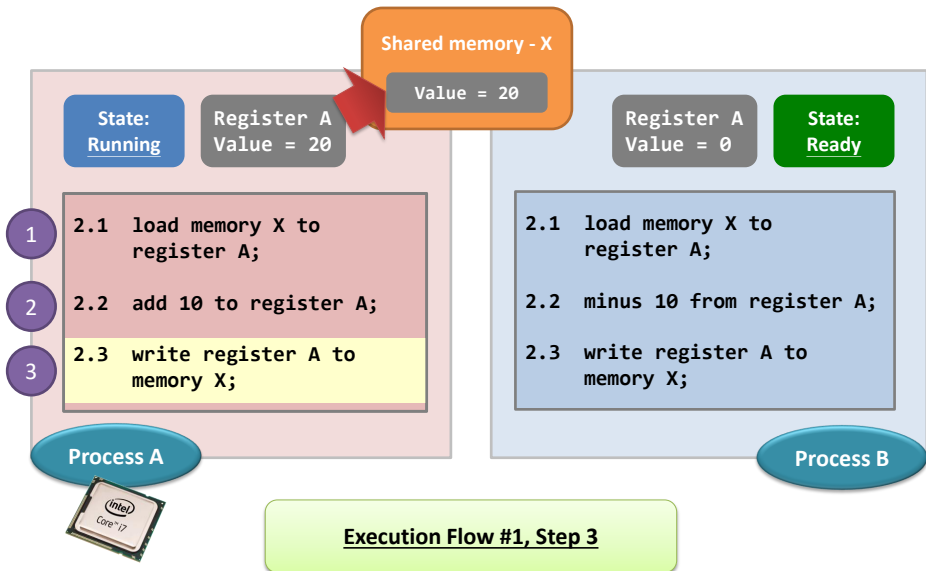 Shared memory - X
Value = 20
State:
Running
Register A
Value = 20
Register A
Value = 0
State:
Ready
1
2.1 load memory X to
register A;
2
2.2 add 10 to register A;
3
2.3 write register A to
memory X;
2.1 load memory X to
register A;
2.2 minus 10 from register A;
2.3 write register A to
memory X;
Process A
Process B
intel
Core™ i7
Execution Flow #1, Step 3